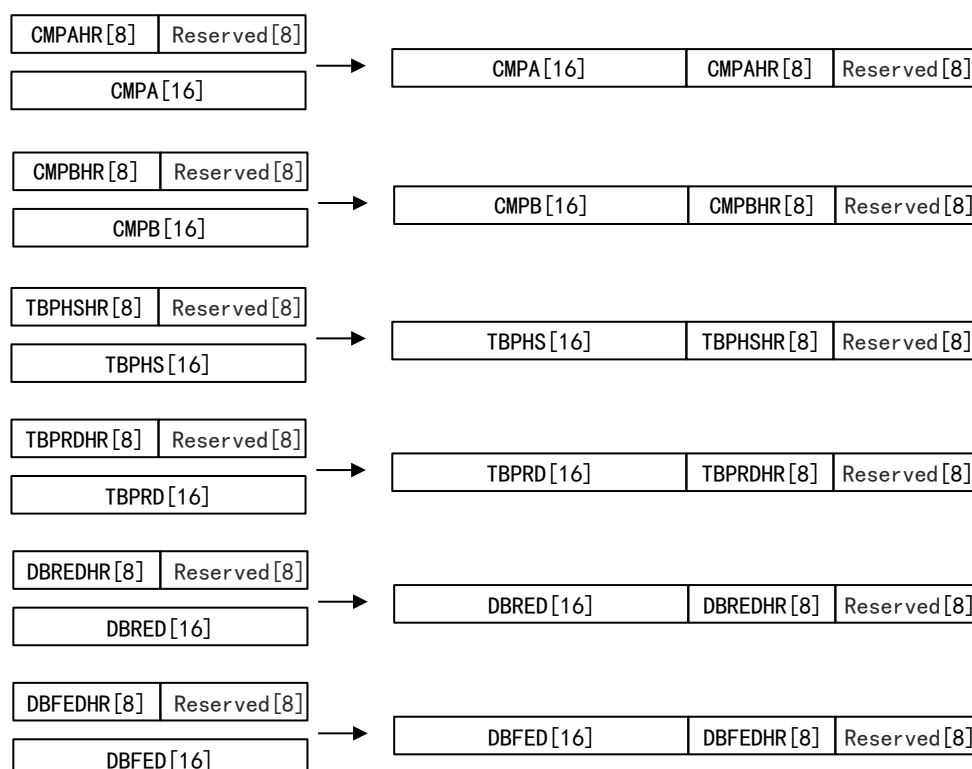 CMPAHR[8] Reserved[8]
CMPA[16]
CMPA[16] CMPAHR[8] Reserved[8]
CMPBHR[8] Reserved[8]
CMPB[16]
CMPB[16] CMPBHR[8] Reserved[8]
TBPHSHR[8] Reserved[8]
TBPHS[16]
TBPHS[16] TBPHSHR[8] Reserved[8]
TBPRDHR[8] Reserved[8]
TBPRD[16]
TBPRD[16] TBPRDHR[8] Reserved[8]
DBREDHR[8] Reserved[8]
DBRED[16]
DBRED[16] DBREDHR[8] Reserved[8]
DBFEDHR[8] Reserved[8]
DBFED[16]
DBFED[16] DBFEDHR[8] Reserved[8]